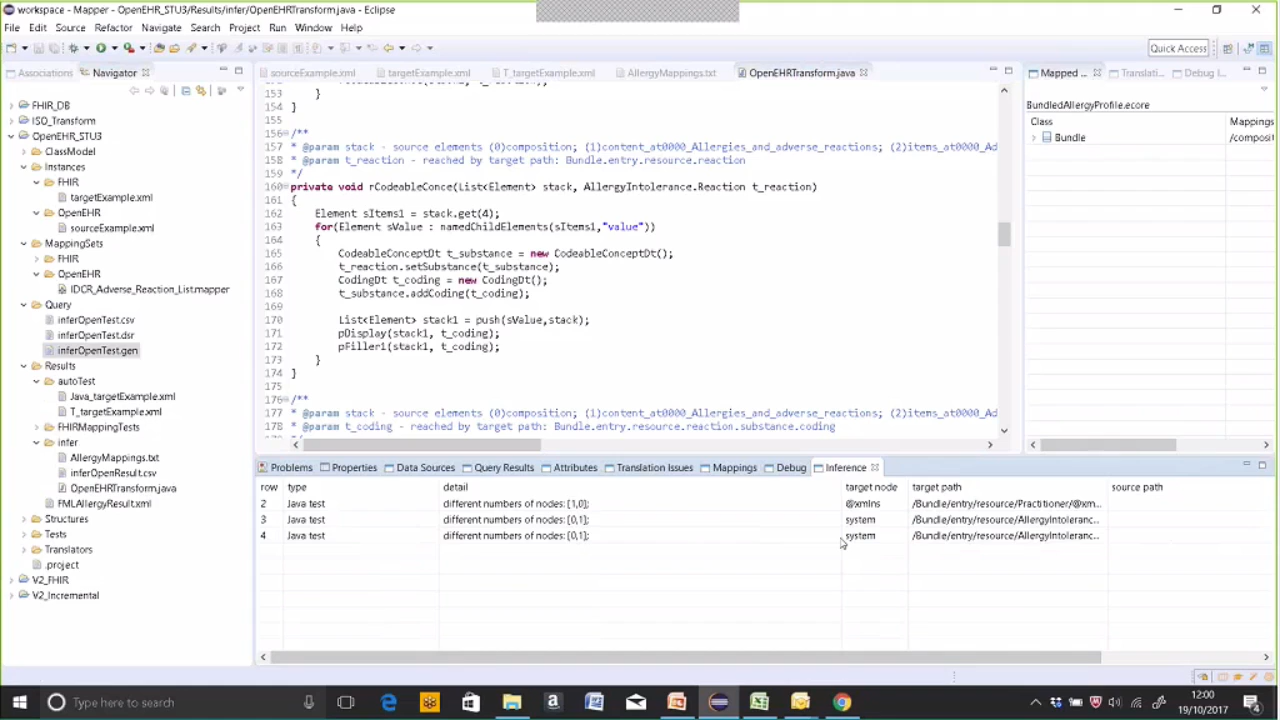 workspace - Mapper - OpenEHR_STU3/Results/infer/OpenEHRTransform.java - Eclipse
File Edit Source Refactor Navigate Search Project Run Window Help
Quick Access
Associations Navigator sourceExample.xml targetExample.xml T_targetExample.xml AllergyMappings.txt OpenEHRTransform.java Mapped ... Translati... Debug I...
FHIR_DB
ISO_Transform
OpenEHR_STU3
ClassModel
Instances
FHIR
targetExample.xml
OpenEHR
sourceExample.xml
MappingSets
FHIR
OpenEHR
IDCR_Adverse_Reaction_List.mapper
Query
inferOpenTest.csv
inferOpenTest.dsr
inferOpenTest.gen
Results
autoTest
Java_targetExample.xml
T_targetExample.xml
FHIRMappingTests
infer
AllergyMappings.txt
inferOpenResult.csv
OpenEHRTransform.java
FMLAllergyResult.xml
Structures
Tests
Translators
.project
V2_FHIR
V2_Incremental
153 }
154 }
155
156 /**
157 * @param stack - source elements (0)composition; (1)content_at0000_Allergies_and_adverse_reactions; (2)items_at0000_Ad
158 * @param t_reaction - reached by target path: Bundle.entry.resource.reaction
159 */
160 private void rCodeableConce(List<Element> stack, AllergyIntolerance.Reaction t_reaction)
161 {
162 Element sItems1 = stack.get(4);
163 for(Element sValue : namedChildElements(sItems1,"value"))
164 {
165 CodeableConceptDt t_substance = new CodeableConceptDt();
166 t_reaction.setSubstance(t_substance);
167 CodingDt t_coding = new CodingDt();
168 t_substance.addCoding(t_coding);
169
170 List<Element> stack1 = push(sValue,stack);
171 pDisplay(stack1, t_coding);
172 pFiller1(stack1, t_coding);
173 }
174 }
175
176 /**
177 * @param stack - source elements (0)composition; (1)content_at0000_Allergies_and_adverse_reactions; (2)items_at0000_Ad
178 * @param t_coding - reached by target path: Bundle.entry.resource.reaction.substance.coding
BundledAllergyProfile.ecore
Class Mappings
Bundle /composit
Problems Properties Data Sources Query Results Attributes Translation Issues Mappings Debug Inference
row type detail target node target path source path
2 Java test different numbers of nodes: [1,0]; @xmlns /Bundle/entry/resource/Practitioner/@xm...
3 Java test different numbers of nodes: [0,1]; system /Bundle/entry/resource/AllergyIntoleranc...
4 Java test different numbers of nodes: [0,1]; system /Bundle/entry/resource/AllergyIntoleranc...
Type here to search
12:00
19/10/2017